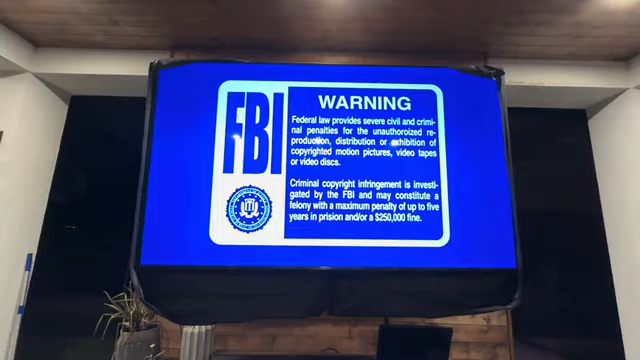 FBI
WARNING
Federal law provides severe civil and crimi-
nal penalties for the unauthorized re-
production, distribution or exhibition of
copyrighted motion pictures, video tapes
or video discs.
Criminal copyright infringement is investi-
gated by the FBI and may constitute a
felony with a maximum penalty of up to five
years in prision and/or a $250,000 fine.